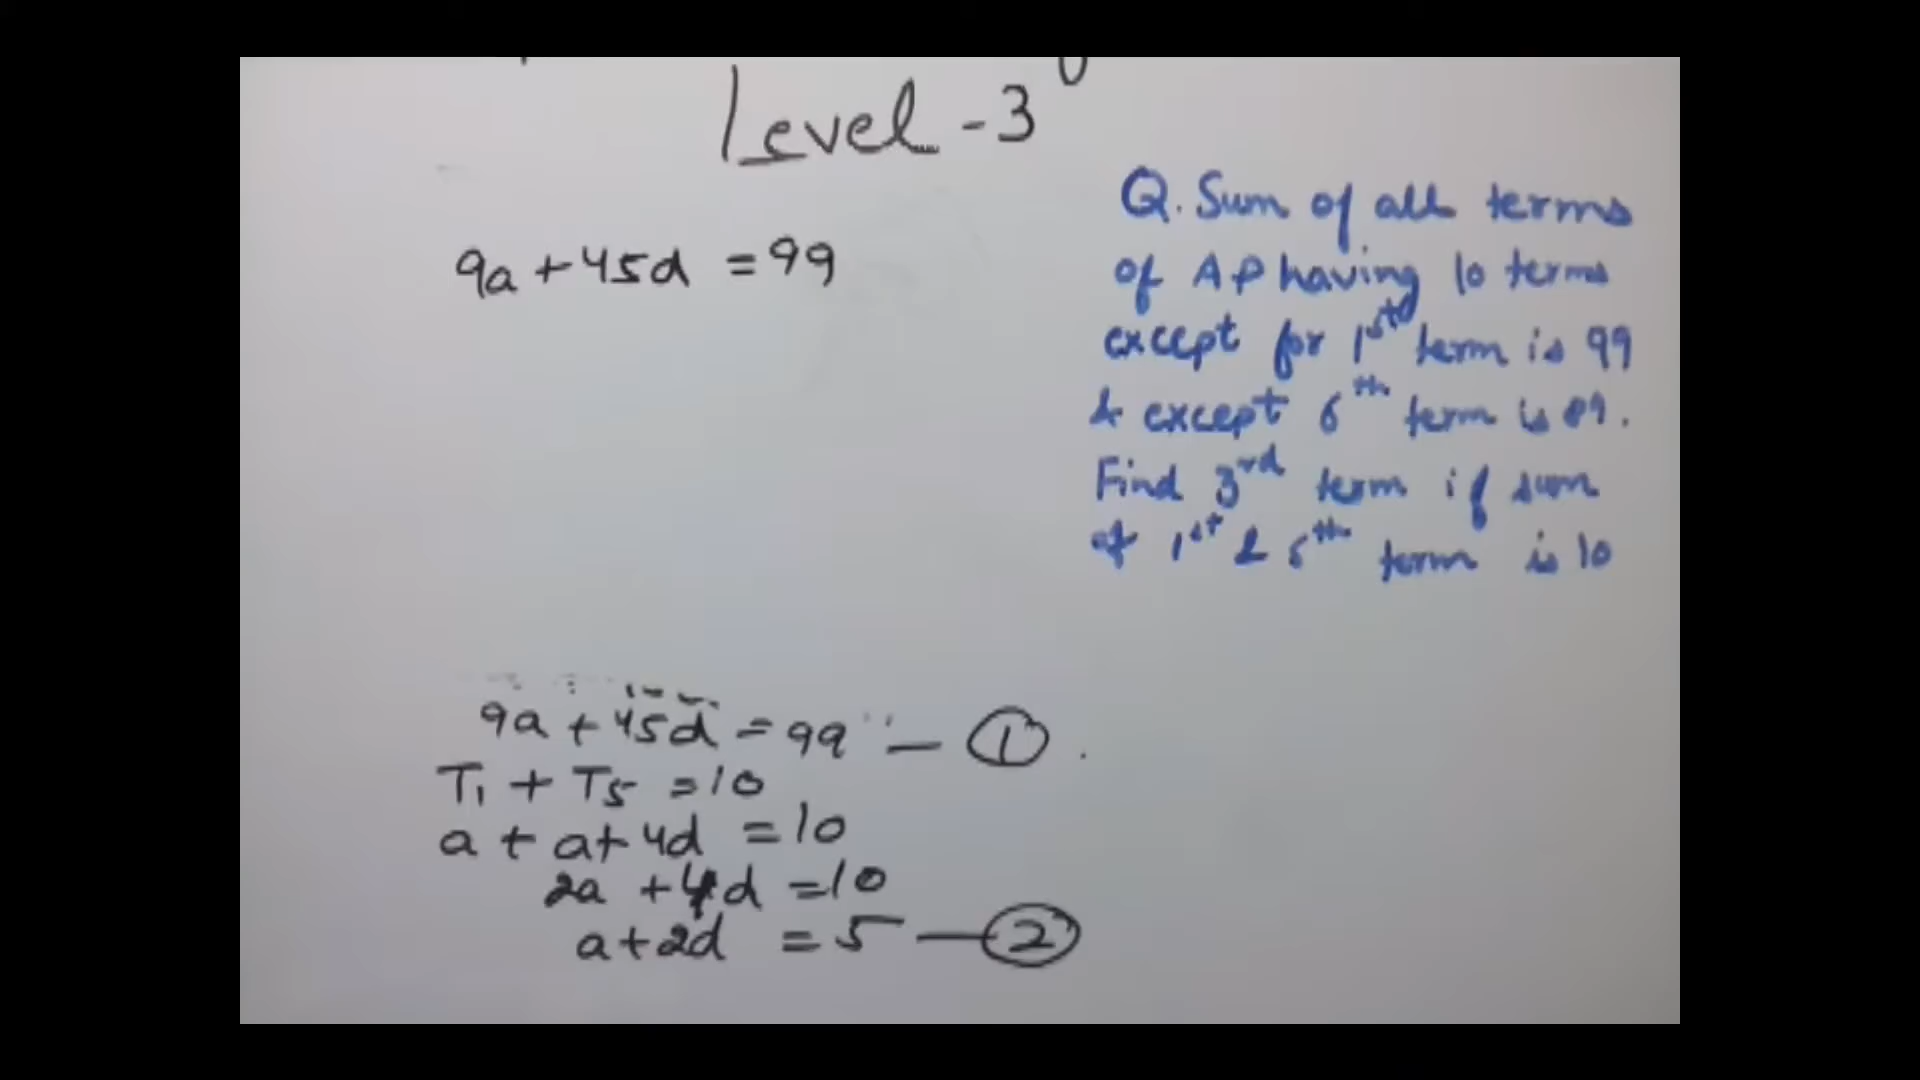 Level - 3
9a + 45d = 99
Q. Sum of all terms
of AP having 10 terms
except for 1st term is 99
& except 6th term is 89.
Find 3rd term if sum
of 1st & 5th term is 10
9a + 45d = 99 — 1
T1 + T5 = 10
a + a + 4d = 10
2a + 4d = 10
a + 2d = 5 — 2